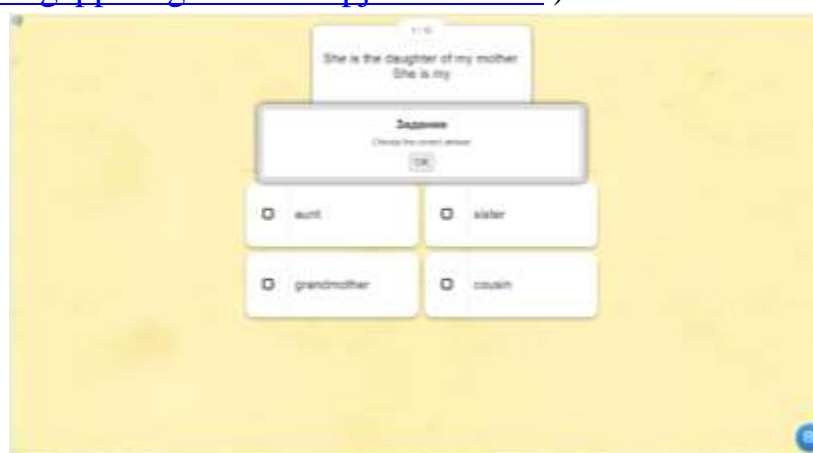 She is the daughter of my mother
She is my
Задание
Choose the correct answer
OK
aunt
sister
grandmother
cousin